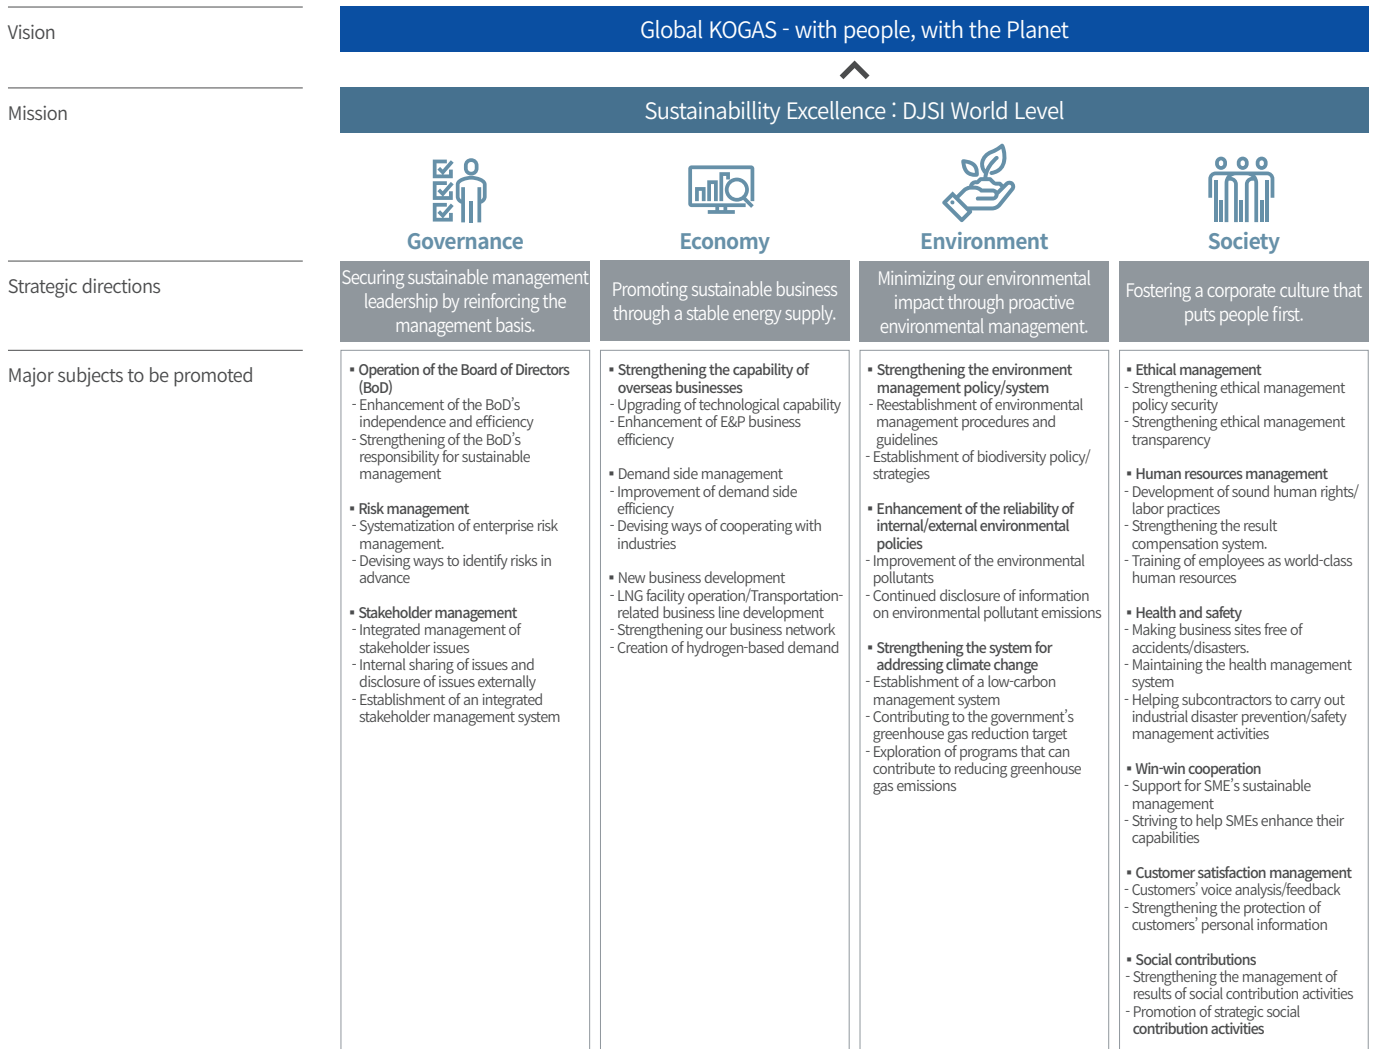 Vision
Global KOGAS - with people, with the Planet
Mission
Sustainabillity Excellence : DJSI World Level
Governance
Economy
Environment
Society
Strategic directions
Securing sustainable management
leadership by reinforcing the
management basis.
Promoting sustainable business
through a stable energy supply.
Minimizing our environmental
impact through proactive
environmental management.
Fostering a corporate culture that
puts people first.
Major subjects to be promoted
▪ Operation of the Board of Directors
(BoD)
- Enhancement of the BoD's
independence and efficiency
- Strengthening of the BoD's
responsibility for sustainable
management
▪ Risk management
- Systematization of enterprise risk
management.
- Devising ways to identify risks in
advance
▪ Stakeholder management
- Integrated management of
stakeholder issues
- Internal sharing of issues and
disclosure of issues externally
- Establishment of an integrated
stakeholder management system
▪ Strengthening the capability of
overseas businesses
- Upgrading of technological capability
- Enhancement of E&P business
efficiency
▪ Demand side management
- Improvement of demand side
efficiency
- Devising ways of cooperating with
industries
▪ New business development
- LNG facility operation/Transportation-
related business line development
- Strengthening our business network
- Creation of hydrogen-based demand
▪ Strengthening the environment
management policy/system
- Reestablishment of environmental
management procedures and
guidelines
- Establishment of biodiversity policy/
strategies
▪ Enhancement of the reliability of
internal/external environmental
policies
- Improvement of the environmental
pollutants
- Continued disclosure of information
on environmental pollutant emissions
▪ Strengthening the system for
addressing climate change
- Establishment of a low-carbon
management system
- Contributing to the government's
greenhouse gas reduction target
- Exploration of programs that can
contribute to reducing greenhouse
gas emissions
▪ Ethical management
- Strengthening ethical management
policy security
- Strengthening ethical management
transparency
▪ Human resources management
- Development of sound human rights/
labor practices
- Strengthening the result
compensation system.
- Training of employees as world-class
human resources
▪ Health and safety
- Making business sites free of
accidents/disasters.
- Maintaining the health management
system
- Helping subcontractors to carry out
industrial disaster prevention/safety
management activities
▪ Win-win cooperation
- Support for SME's sustainable
management
- Striving to help SMEs enhance their
capabilities
▪ Customer satisfaction management
- Customers' voice analysis/feedback
- Strengthening the protection of
customers' personal information
▪ Social contributions
- Strengthening the management of
results of social contribution activities
- Promotion of strategic social
contribution activities